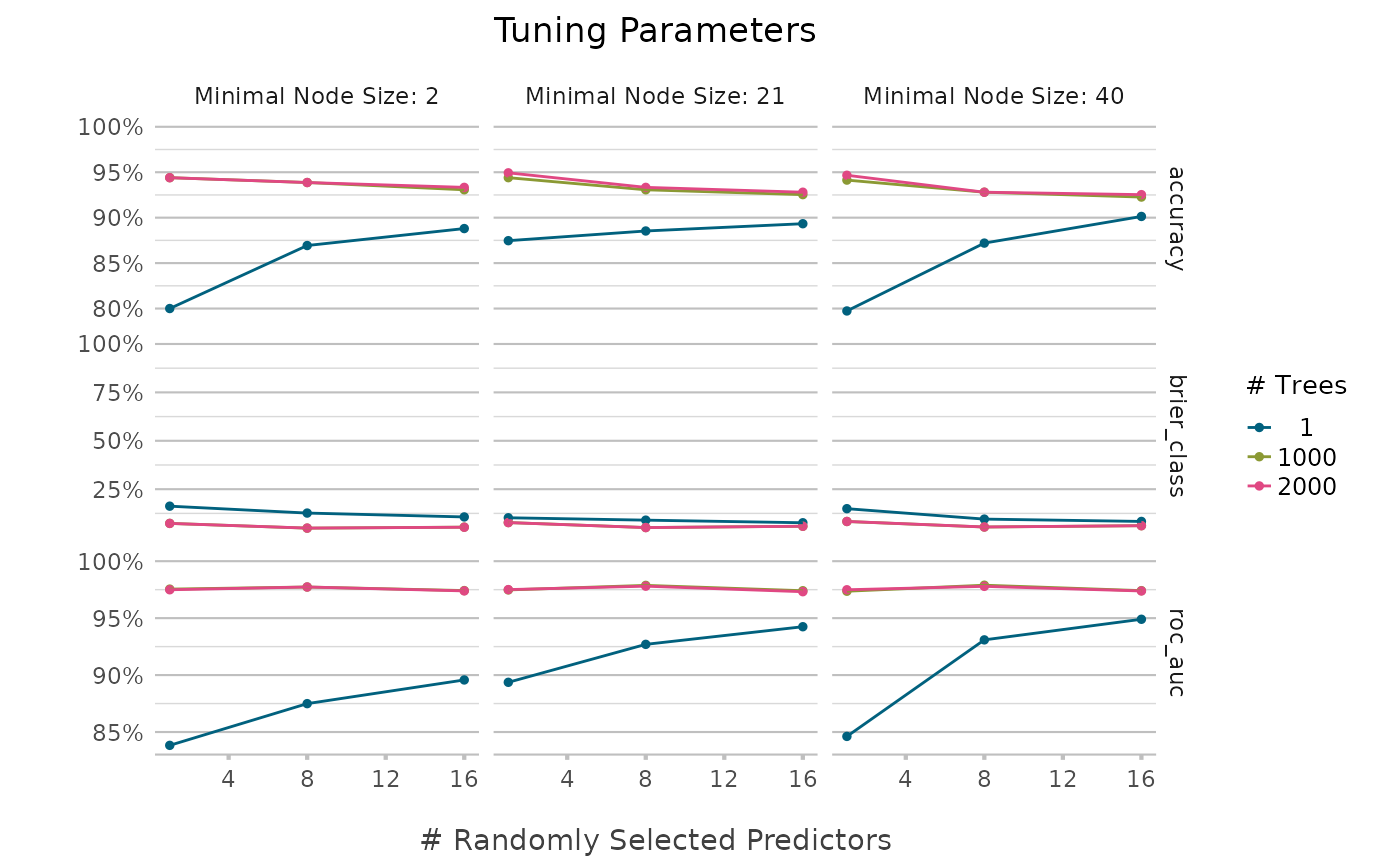 Tuning Parameters
Minimal Node Size: 2
Minimal Node Size: 21
Minimal Node Size: 40
100%
95%
90%
85%
80%
accuracy
100%
75%
50%
25%
brier_class
100%
95%
90%
85%
roc_auc
4 8 12 16
4 8 12 16
4 8 12 16
# Randomly Selected Predictors
# Trees
1
1000
2000